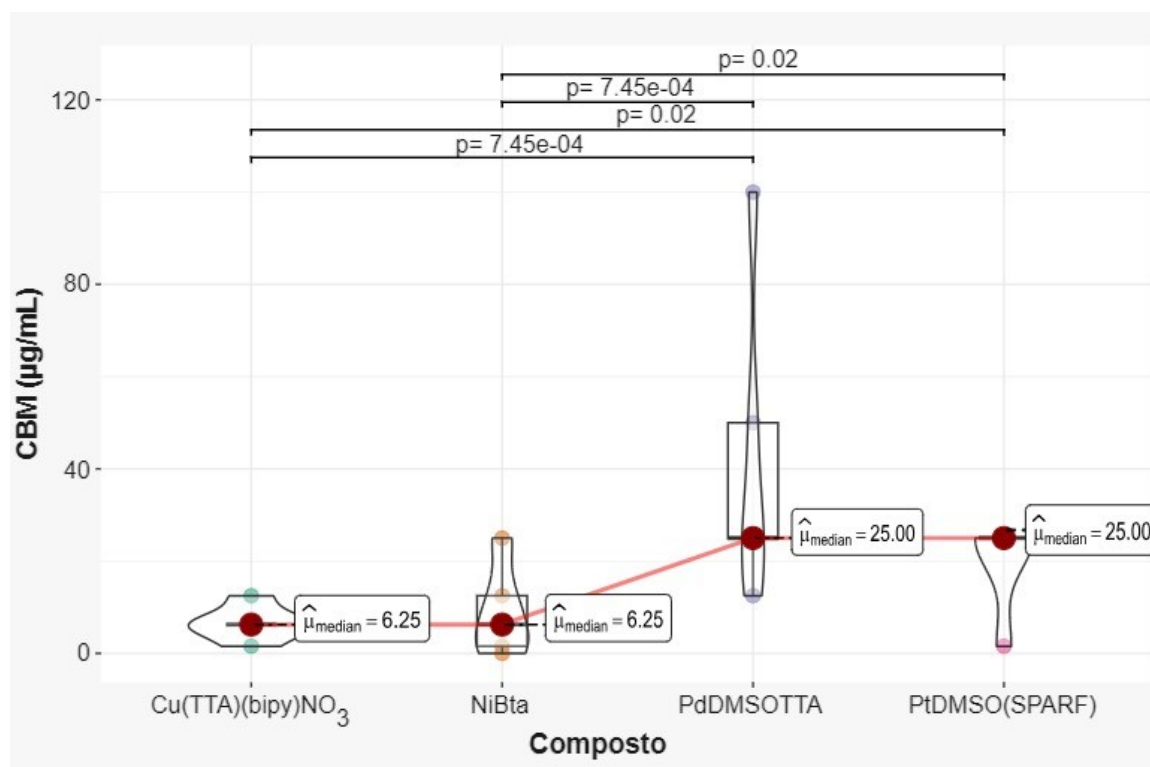 p= 0.02
p= 7.45e-04
p= 0.02
p= 7.45e-04
120
80
40
0
CBM (µg/mL)
μ̂median = 6.25
μ̂median = 6.25
μ̂median = 25.00
μ̂median = 25.00
Cu(TTA)(bipy)NO3
NiBta
PdDMSOTTA
PtDMSO(SPARF)
Composto